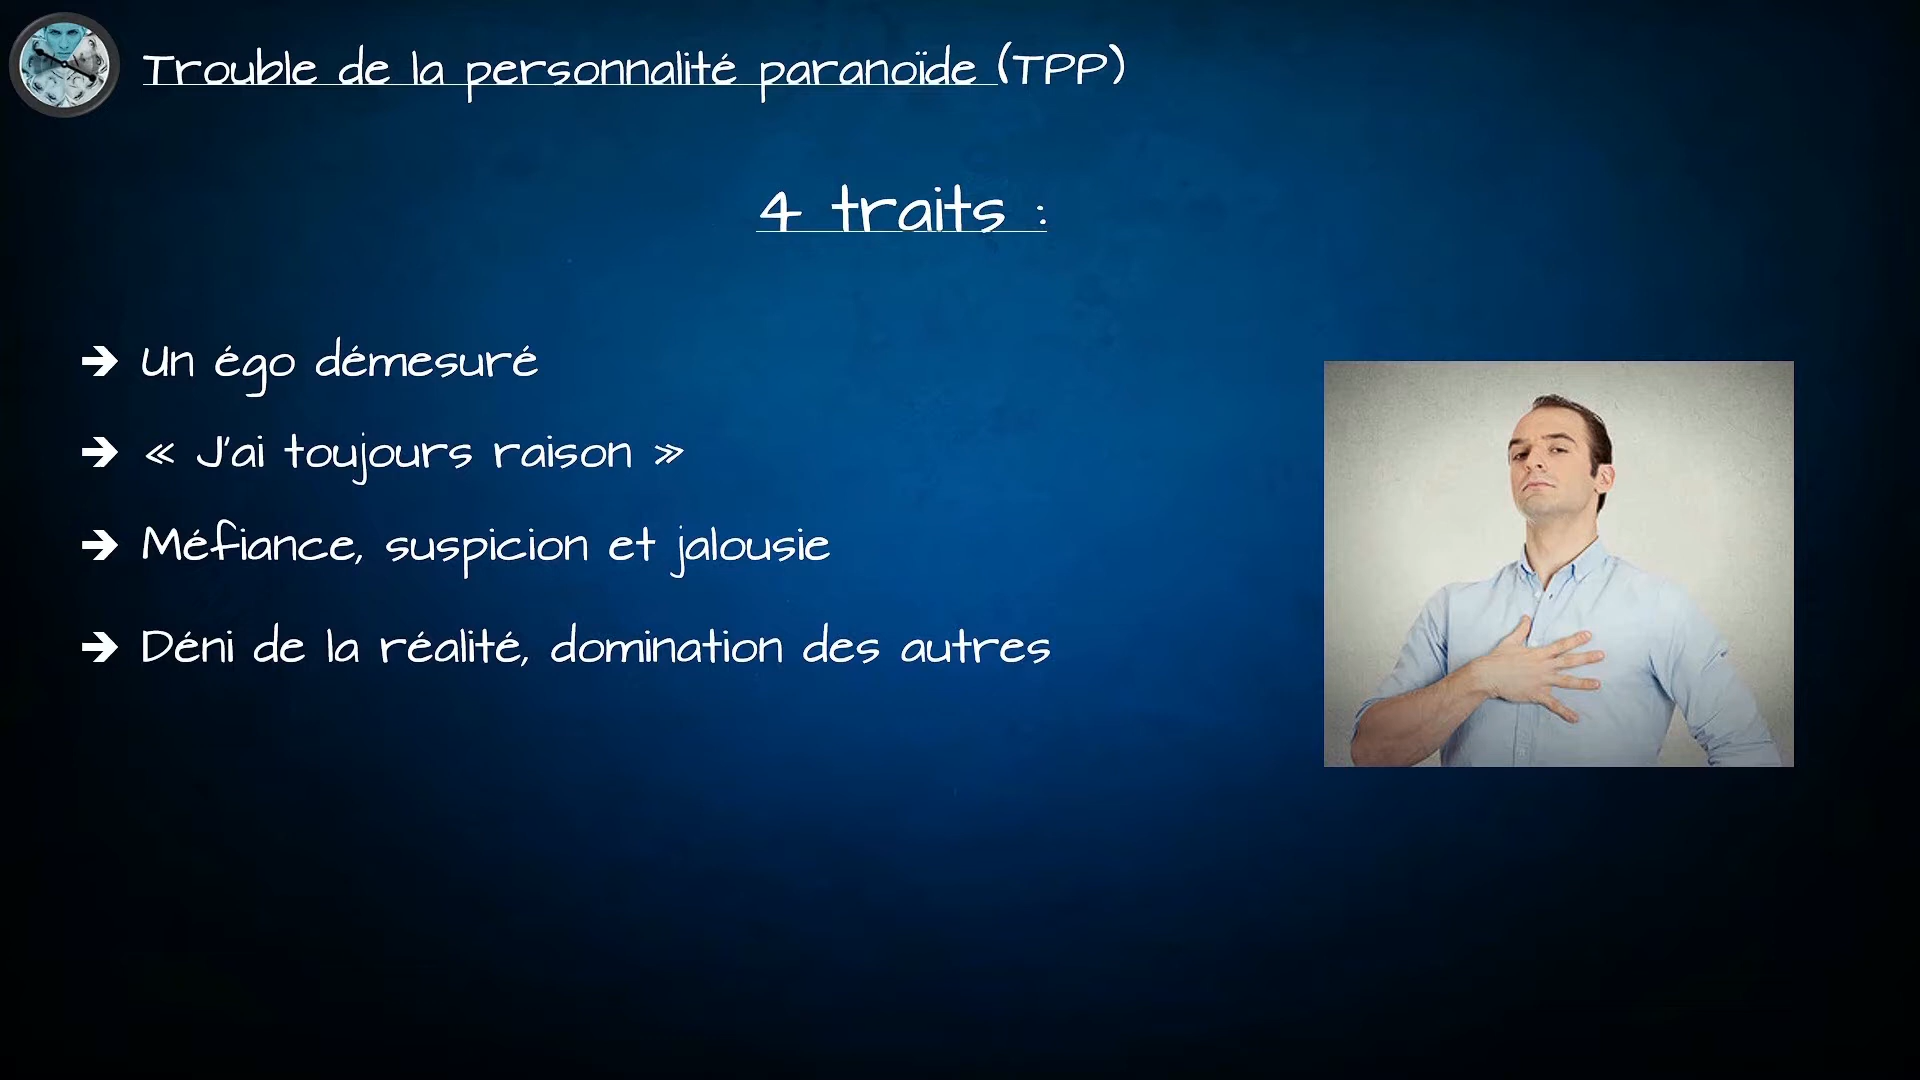 Trouble de la personnalité paranoïde (TPP)
4 traits :
➔ Un égo démesuré
➔ « J'ai toujours raison »
➔ Méfiance, suspicion et jalousie
➔ Déni de la réalité, domination des autres